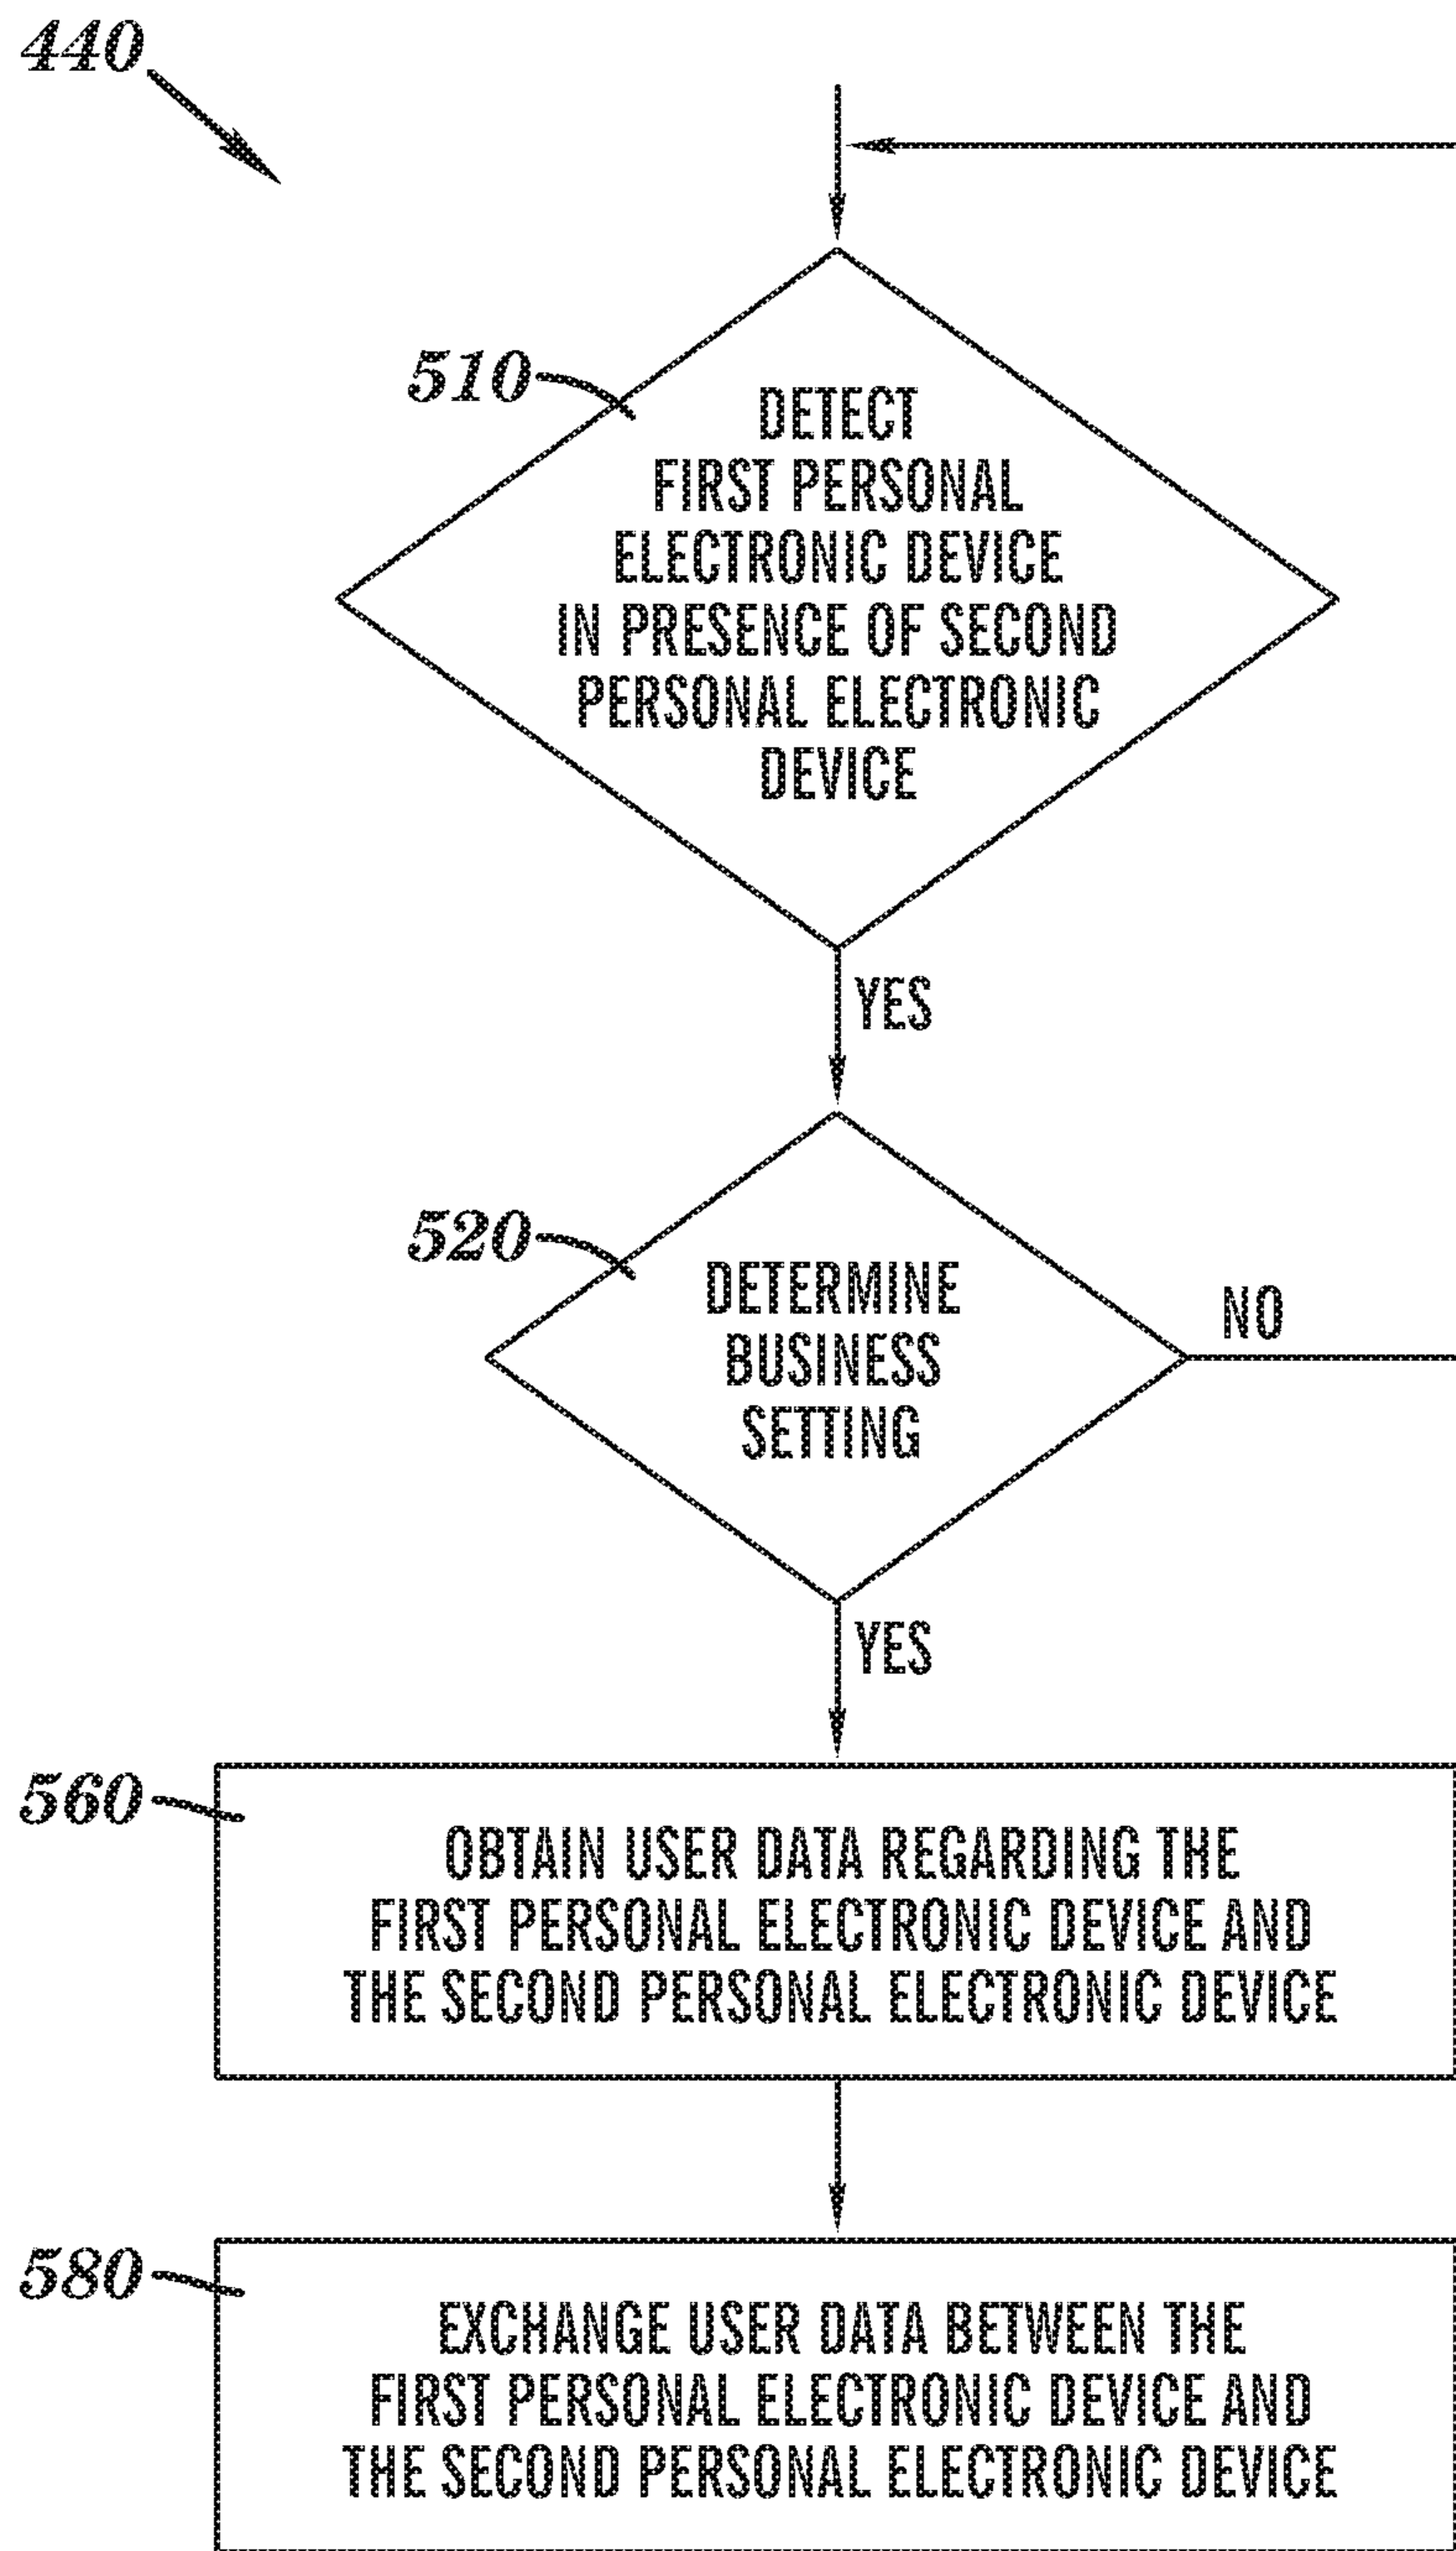 440
510
DETECT
FIRST PERSONAL
ELECTRONIC DEVICE
IN PRESENCE OF SECOND
PERSONAL ELECTRONIC
DEVICE
YES
520
DETERMINE
BUSINESS
SETTING
NO
YES
560
OBTAIN USER DATA REGARDING THE
FIRST PERSONAL ELECTRONIC DEVICE AND
THE SECOND PERSONAL ELECTRONIC DEVICE
580
EXCHANGE USER DATA BETWEEN THE
FIRST PERSONAL ELECTRONIC DEVICE AND
THE SECOND PERSONAL ELECTRONIC DEVICE